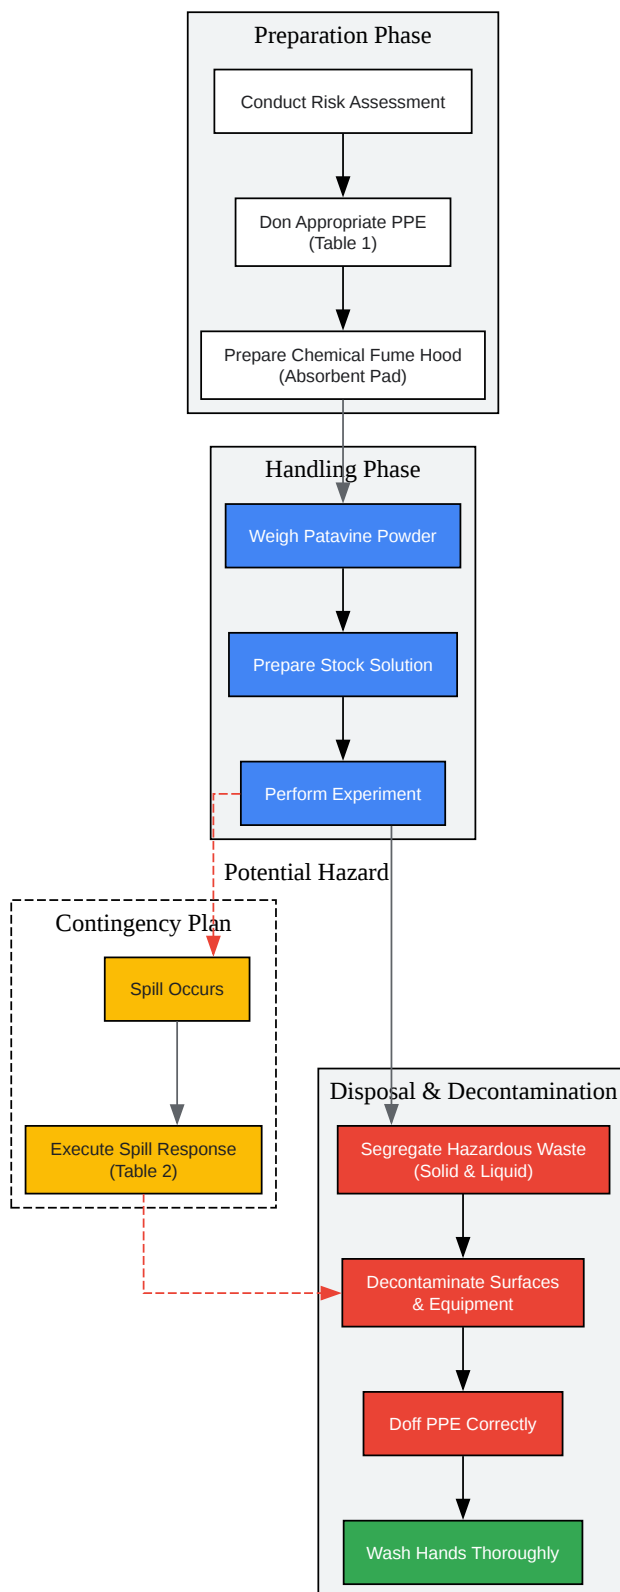 Preparation Phase
Conduct Risk Assessment
Don Appropriate PPE
(Table 1)
Prepare Chemical Fume Hood
(Absorbent Pad)
Handling Phase
Weigh Patavine Powder
Prepare Stock Solution
Perform Experiment
Potential Hazard
Contingency Plan
Spill Occurs
Execute Spill Response
(Table 2)
Disposal & Decontamination
Segregate Hazardous Waste
(Solid & Liquid)
Decontaminate Surfaces
& Equipment
Doff PPE Correctly
Wash Hands Thoroughly